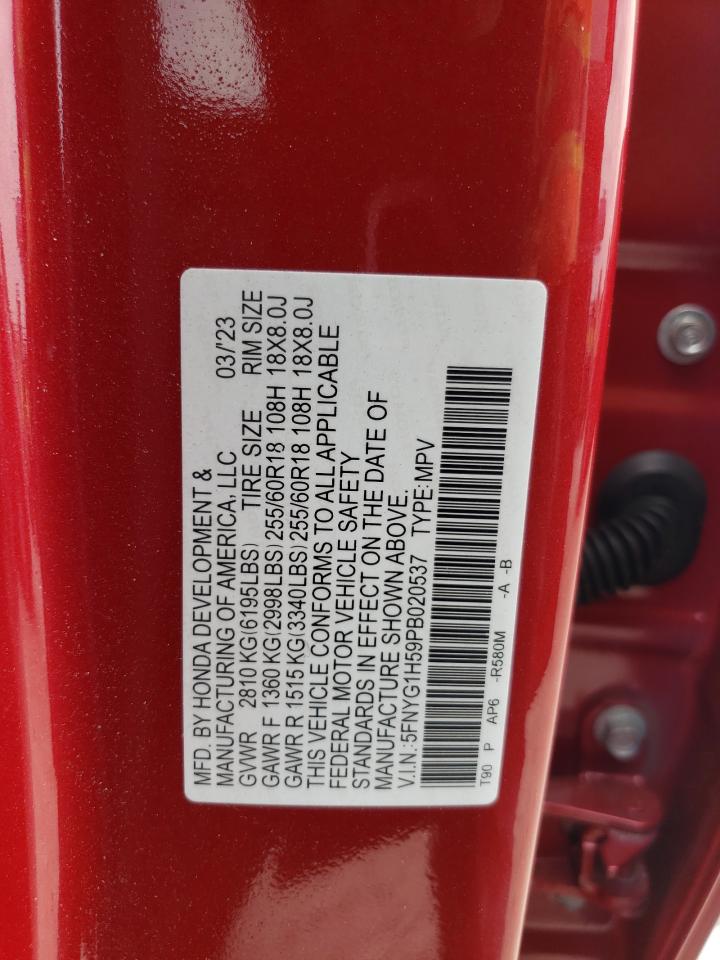 MFD. BY HONDA DEVELOPMENT &
MANUFACTURING OF AMERICA, LLC 03/'23
GVWR 2810 KG(6195LBS) TIRE SIZE RIM SIZE
GAWR F 1360 KG(2998LBS) 255/60R18 108H 18X8.0J
GAWR R 1515 KG(3340LBS) 255/60R18 108H 18X8.0J
THIS VEHICLE CONFORMS TO ALL APPLICABLE
FEDERAL MOTOR VEHICLE SAFETY
STANDARDS IN EFFECT ON THE DATE OF
MANUFACTURE SHOWN ABOVE.
V.I.N.:5FNYG1H59PB020537 TYPE:MPV
T90 P AP6 -R580M -A -B